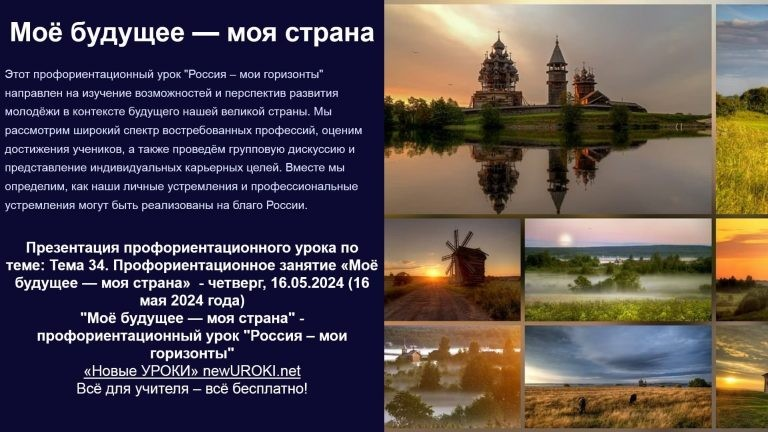 Моё будущее — моя страна
Этот профориентационный урок "Россия – мои горизонты"
направлен на изучение возможностей и перспектив развития
молодёжи в контексте будущего нашей великой страны. Мы
рассмотрим широкий спектр востребованных профессий, оценим
достижения учеников, а также проведём групповую дискуссию и
представление индивидуальных карьерных целей. Вместе мы
определим, как наши личные устремления и профессиональные
устремления могут быть реализованы на благо России.
Презентация профориентационного урока по
теме: Тема 34. Профориентационное занятие «Моё
будущее — моя страна» - четверг, 16.05.2024 (16
мая 2024 года)
"Моё будущее — моя страна" -
профориентационный урок "Россия – мои
горизонты"
«Новые УРОКИ» newUROKI.net
Всё для учителя – всё бесплатно!